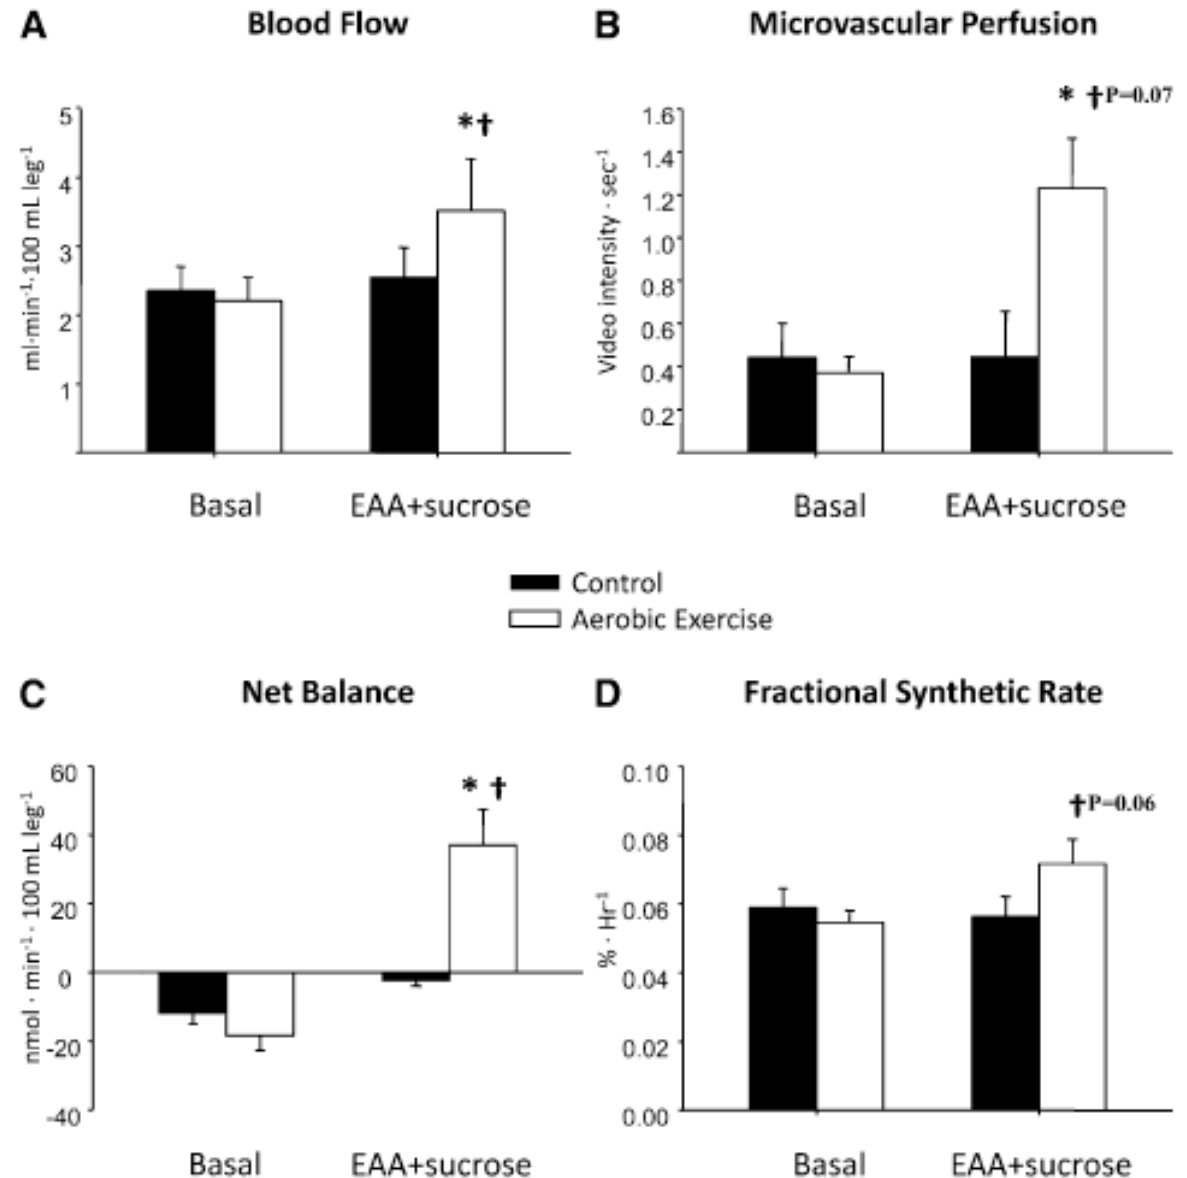 A Blood Flow
ml·min⁻¹·100 mL leg⁻¹
5
4
3
2
1
*†
Basal EAA+sucrose
B Microvascular Perfusion
Video intensity · sec⁻¹
1.6
1.4
1.2
1.0
0.8
0.6
0.4
0.2
* †P=0.07
Basal EAA+sucrose
Control
Aerobic Exercise
C Net Balance
nmol · min⁻¹ · 100 mL leg⁻¹
60
40
20
0
-20
-40
* †
Basal EAA+sucrose
D Fractional Synthetic Rate
% · Hr⁻¹
0.10
0.08
0.06
0.04
0.02
0.00
†P=0.06
Basal EAA+sucrose